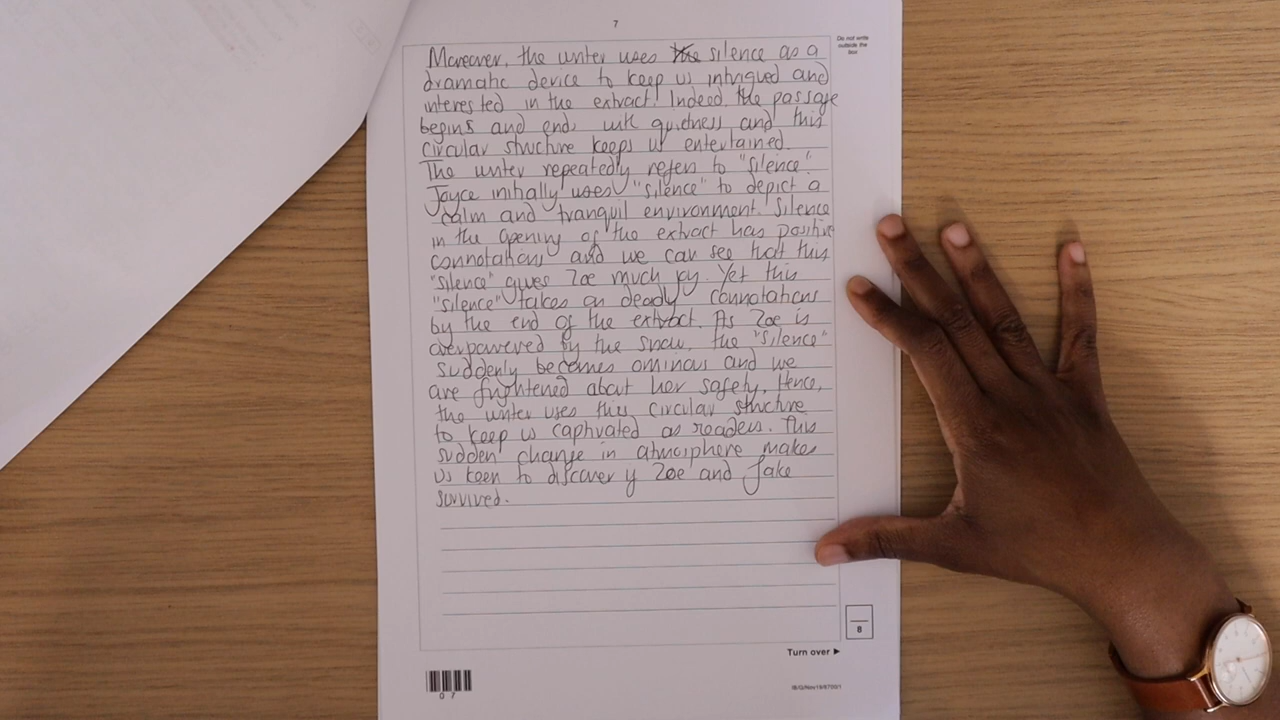 7
Do not write
outside the
box
Moreover, the writer uses the silence as a
dramatic device to keep us intrigued and
interested in the extract. Indeed, the passage
begins and ends with quietness and this
circular structure keeps us entertained.
The writer repeatedly refers to "silence".
Joyce initially uses "silence" to depict a
calm and tranquil environment. Silence
in the opening of the extract has positive
connotations and we can see that this
"silence" gives Zoe much joy. Yet this
"silence" takes on deadly connotations
by the end of the extract. As Zoe is
overpowered by the snow, the "silence"
suddenly becomes ominous and we
are frightened about her safety. Hence,
the writer uses this circular structure
to keep us captivated as readers. This
sudden change in atmosphere makes
us keen to discover if Zoe and Jake
survived.
8
Turn over ►
07
IB/G/Nov18/8700/1